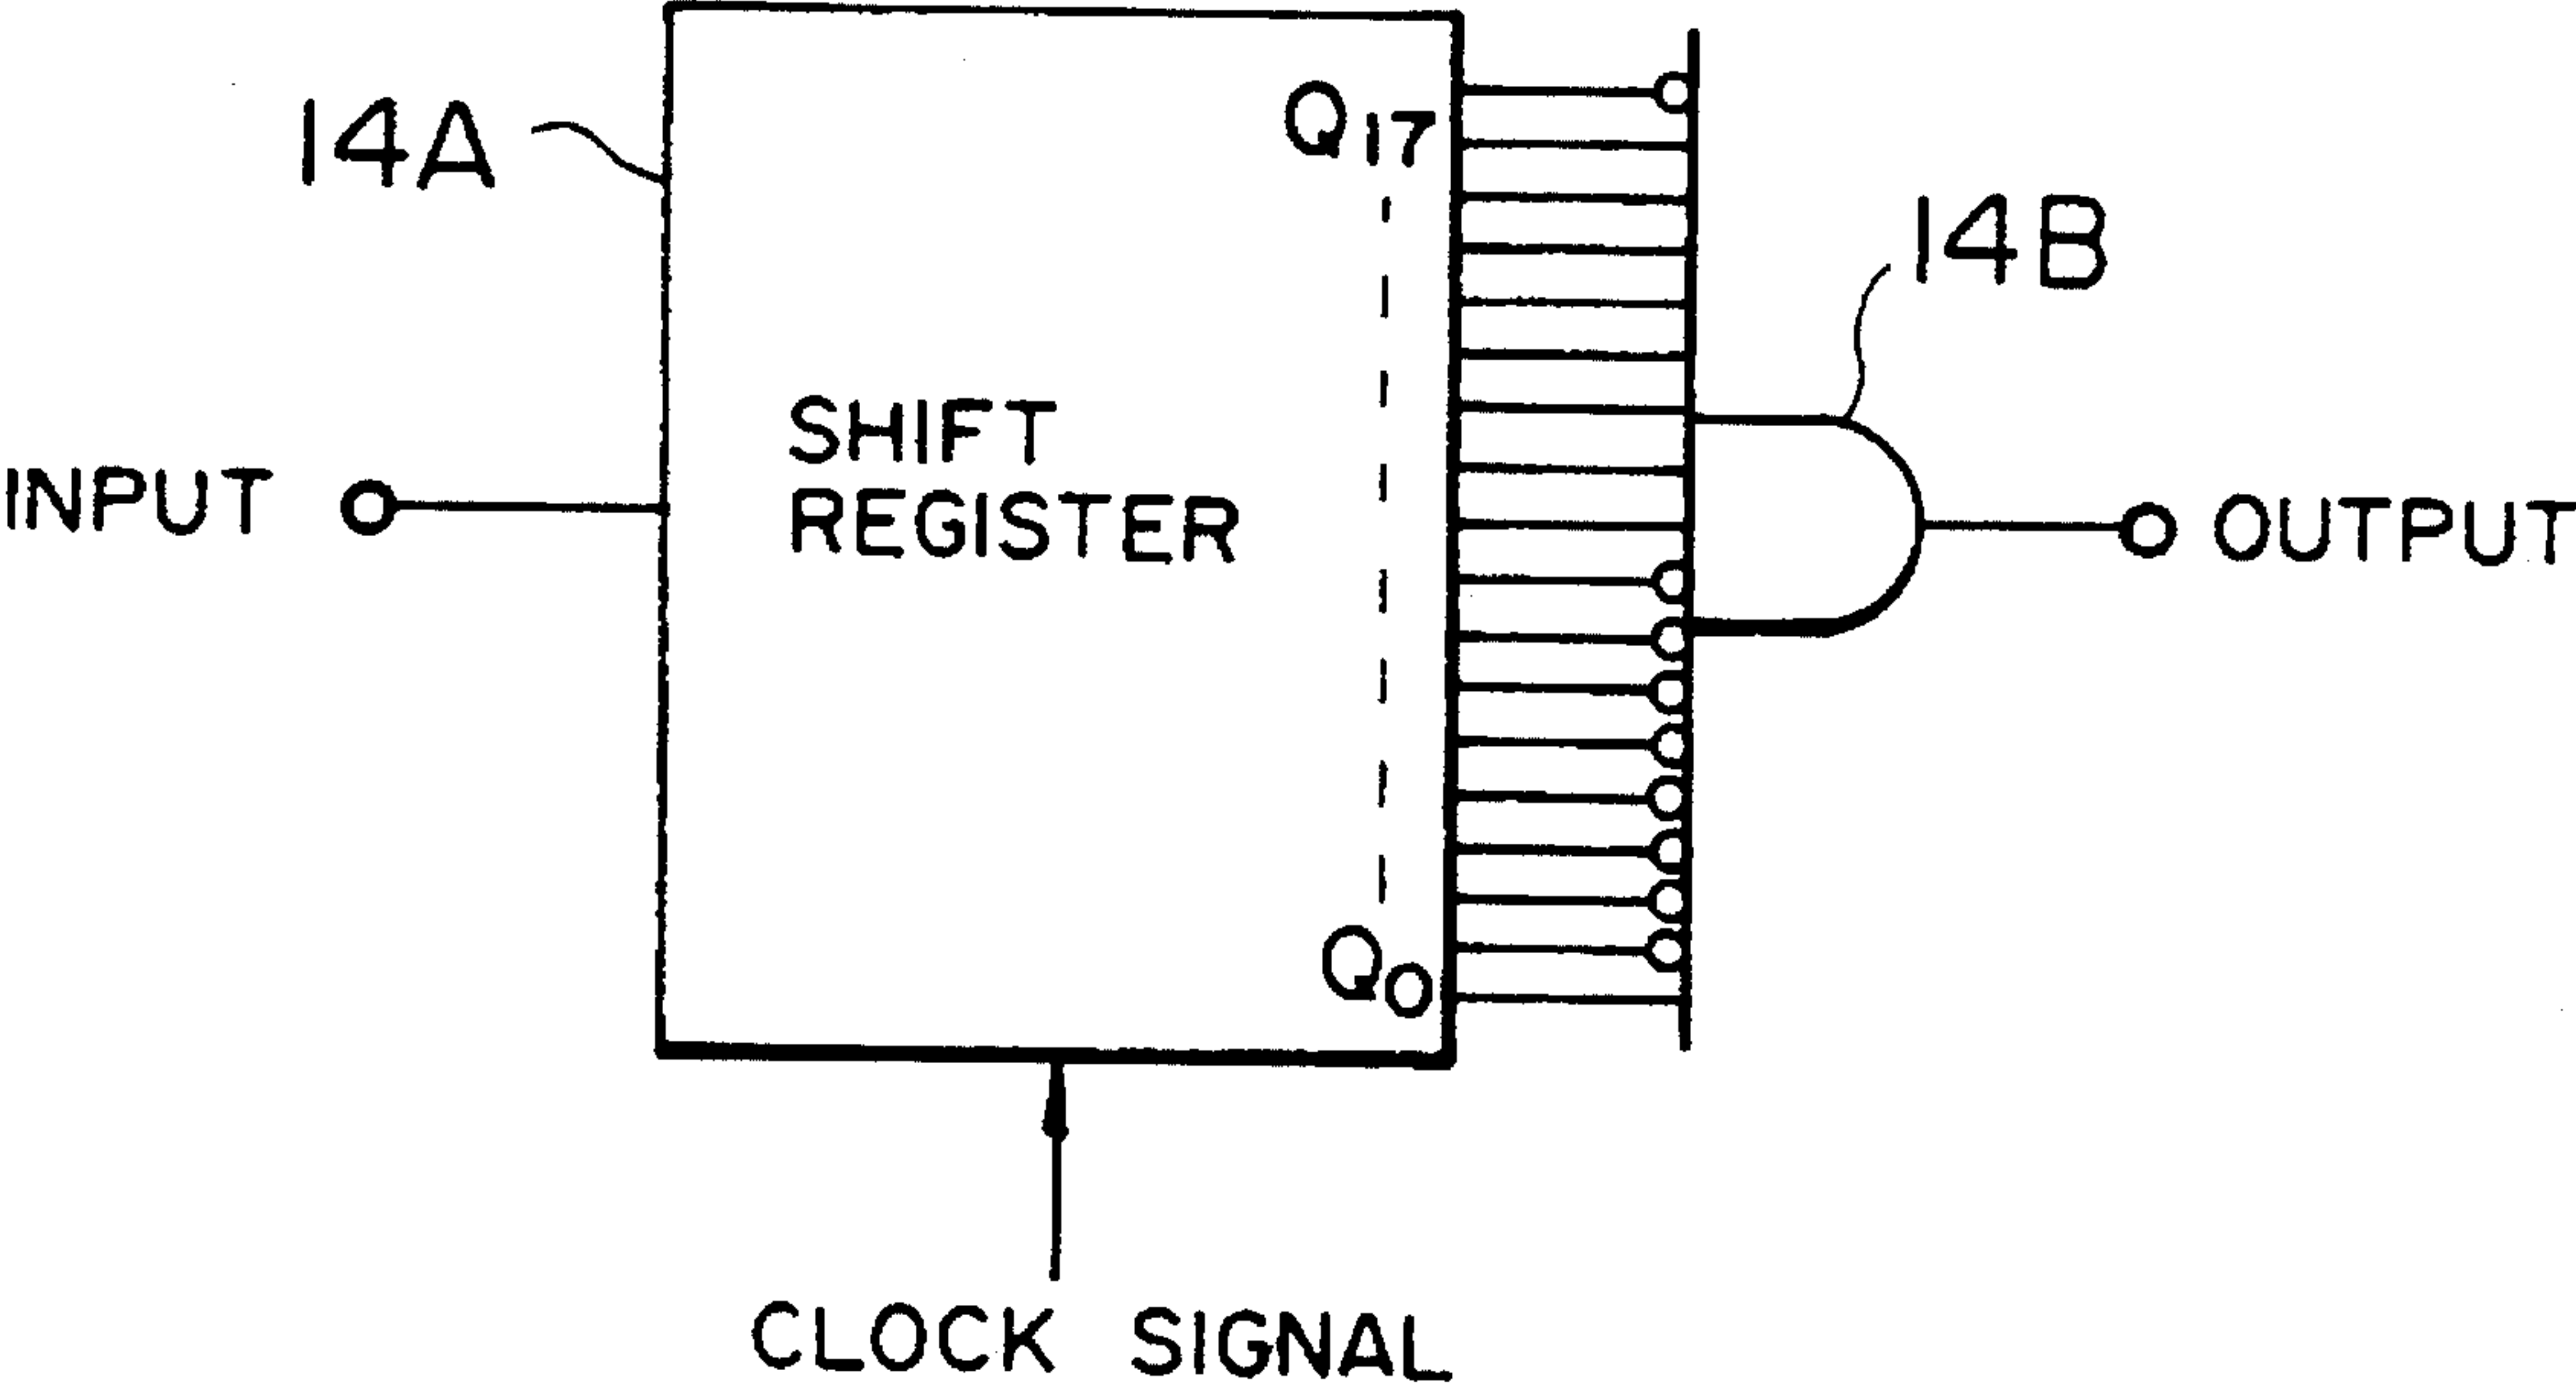 14A
Q17
14B
SHIFT
REGISTER
INPUT
OUTPUT
Q0
CLOCK SIGNAL